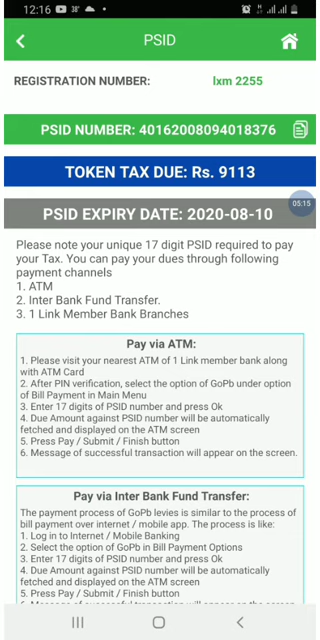 12:16 38°
PSID
REGISTRATION NUMBER: lxm 2255
PSID NUMBER: 40162008094018376
TOKEN TAX DUE: Rs. 9113
05:15
PSID EXPIRY DATE: 2020-08-10
Please note your unique 17 digit PSID required to pay
your Tax. You can pay your dues through following
payment channels
1. ATM
2. Inter Bank Fund Transfer.
3. 1 Link Member Bank Branches
Pay via ATM:
1. Please visit your nearest ATM of 1 Link member bank along
with ATM Card
2. After PIN verification, select the option of GoPb under option
of Bill Payment in Main Menu
3. Enter 17 digits of PSID number and press Ok
4. Due Amount against PSID number will be automatically
fetched and displayed on the ATM screen
5. Press Pay / Submit / Finish button
6. Message of successful transaction will appear on the screen.
Pay via Inter Bank Fund Transfer:
The payment process of GoPb levies is similar to the process of
bill payment over internet / mobile app. The process is like:
1. Log in to Internet / Mobile Banking
2. Select the option of GoPb in Bill Payment Options
3. Enter 17 digits of PSID number and press Ok
4. Due Amount against PSID number will be automatically
fetched and displayed on the ATM screen
5. Press Pay / Submit / Finish button
6. Message of successful transaction will appear on the screen